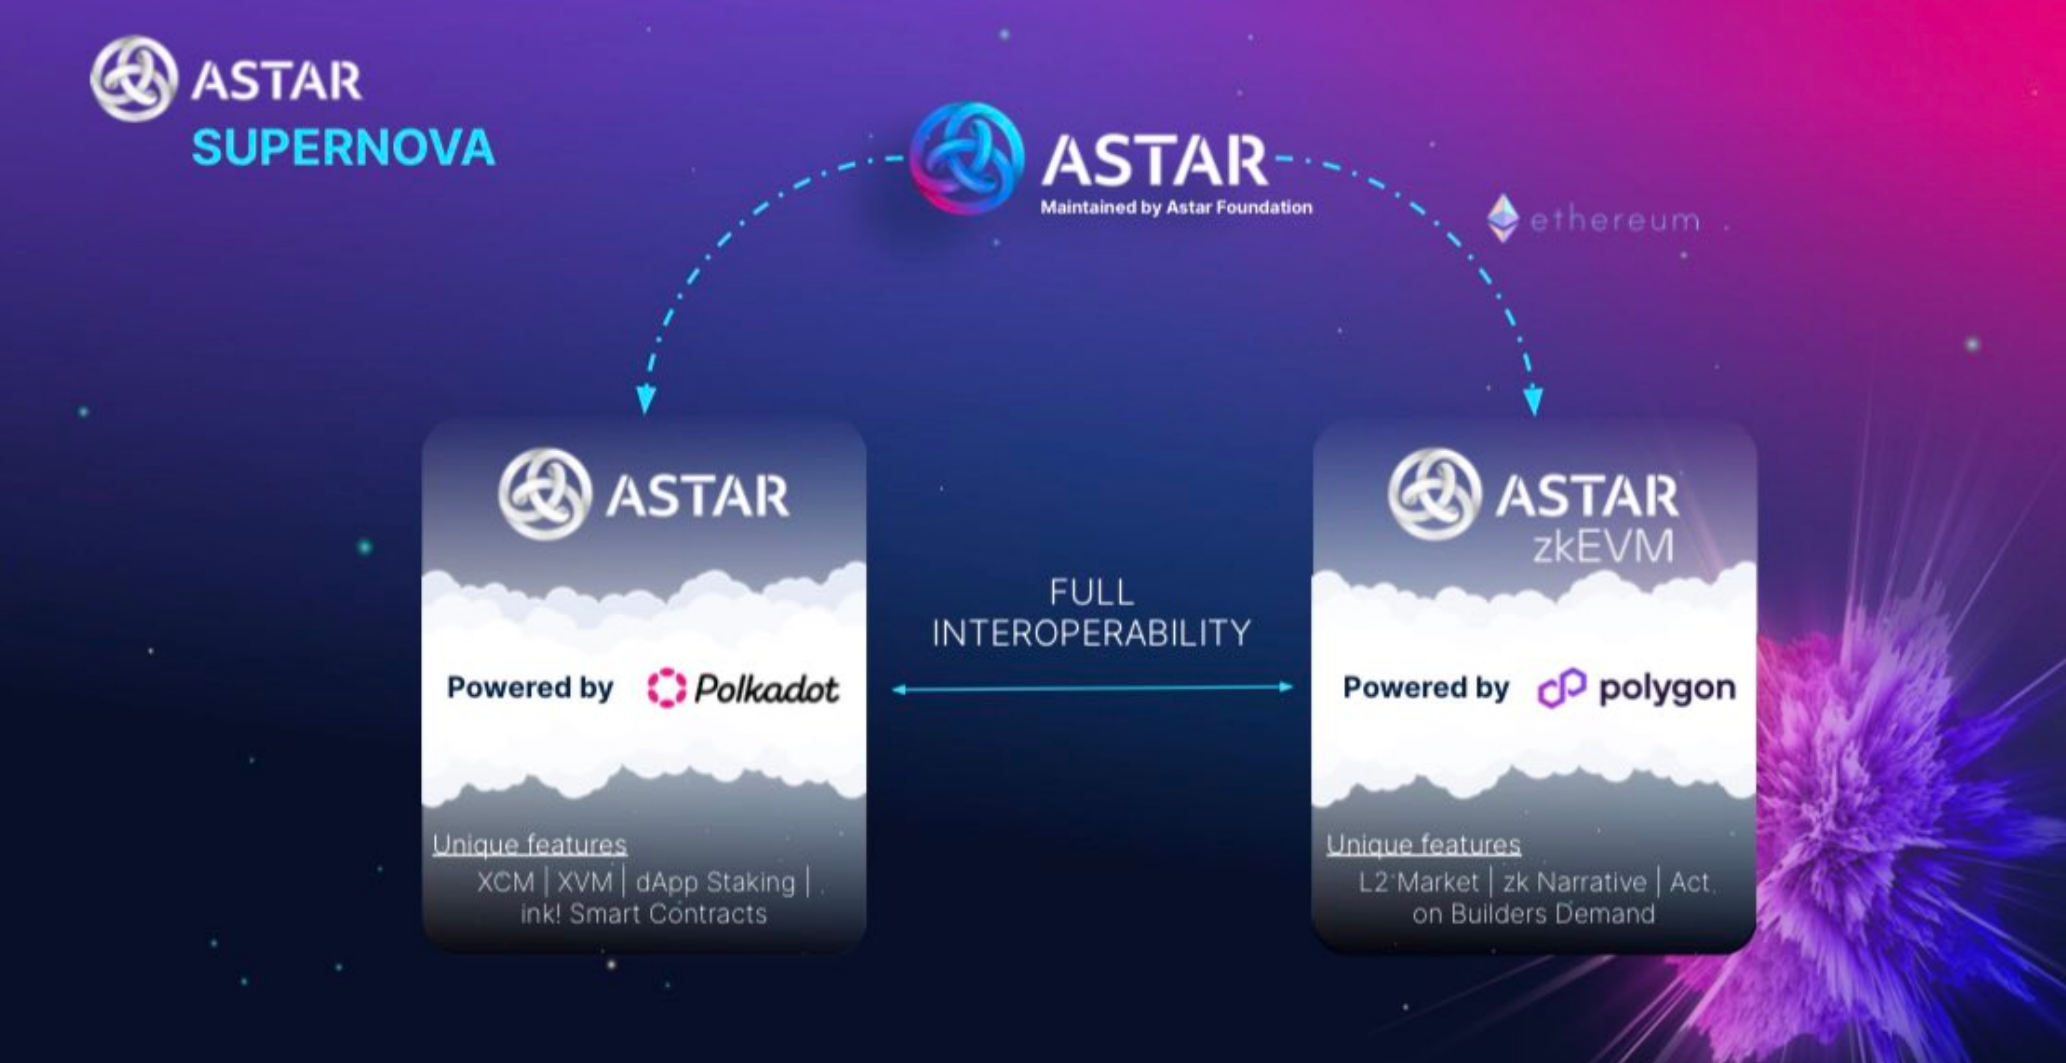 ASTAR
SUPERNOVA
ASTAR
Maintained by Astar Foundation
ethereum
ASTAR
Powered by Polkadot
Unique features
XCM | XVM | dApp Staking |
ink! Smart Contracts
FULL
INTEROPERABILITY
ASTAR
zkEVM
Powered by polygon
Unique features
L2 Market | zk Narrative | Act
on Builders Demand